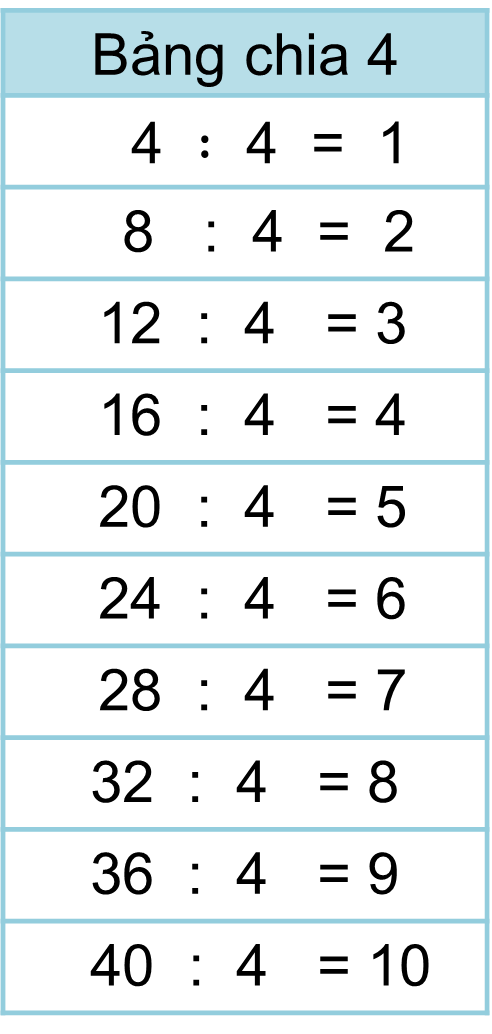 Bảng chia 4
4 : 4 = 1
8 : 4 = 2
12 : 4 = 3
16 : 4 = 4
20 : 4 = 5
24 : 4 = 6
28 : 4 = 7
32 : 4 = 8
36 : 4 = 9
40 : 4 = 10